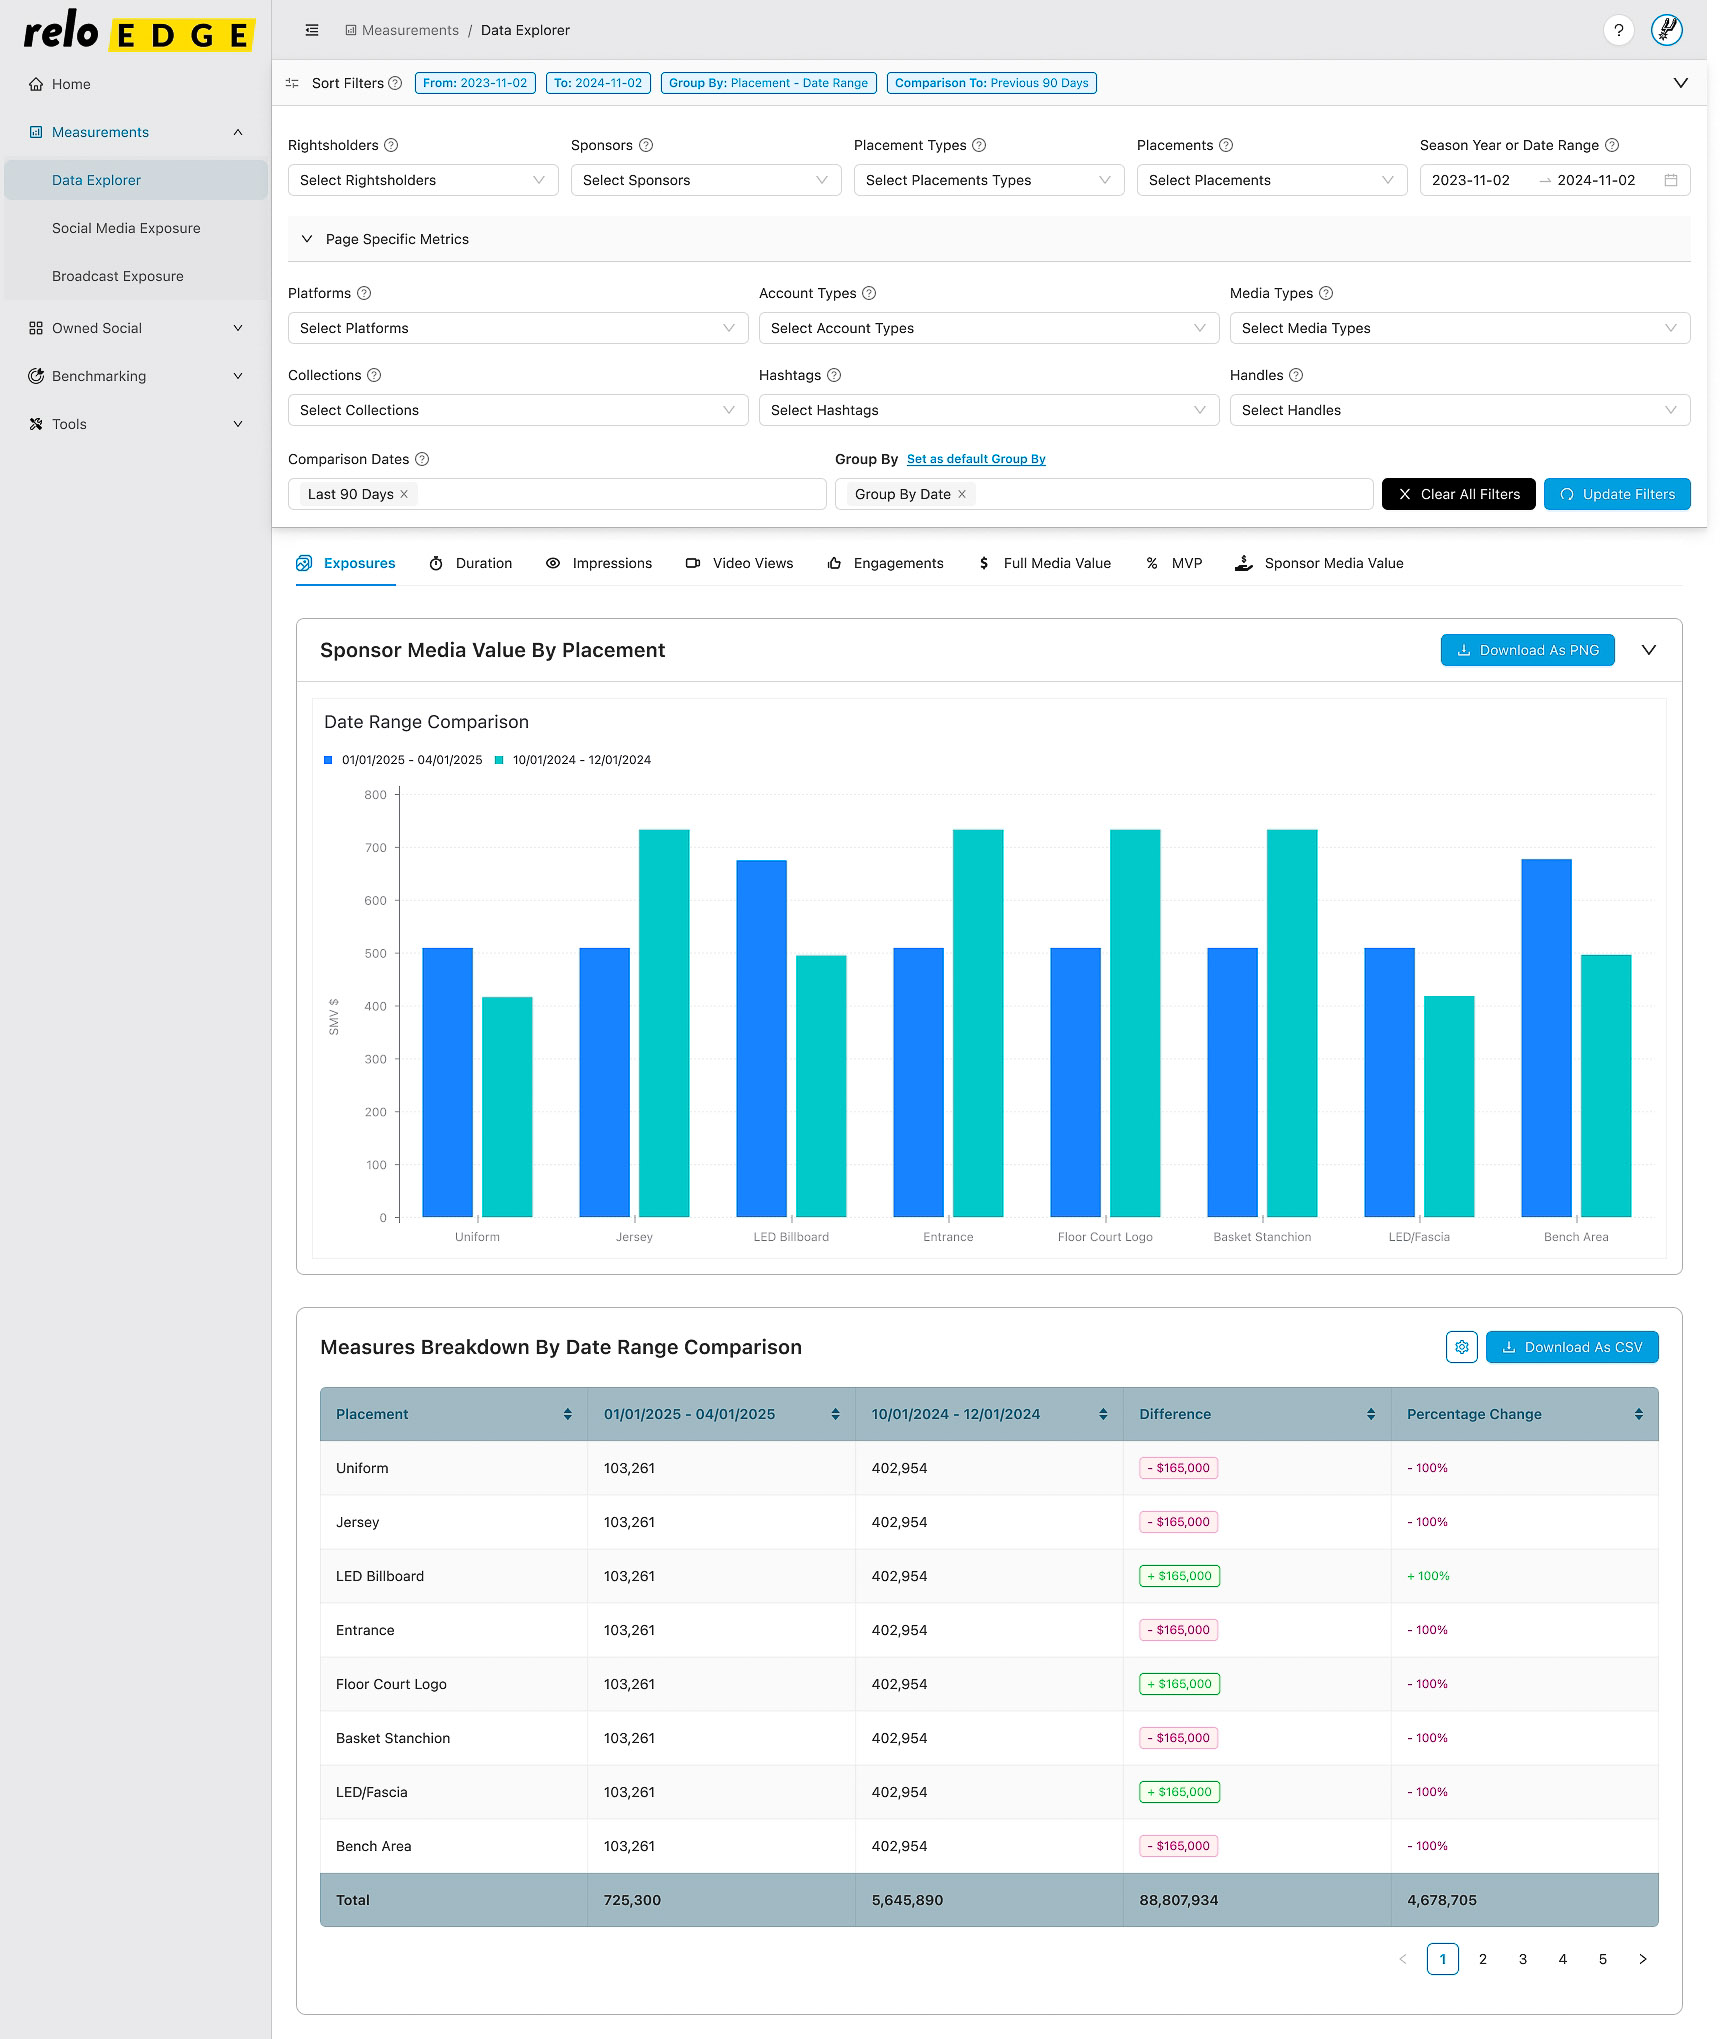 relo EDGE
Measurements / Data Explorer
?
Home
Measurements
Data Explorer
Social Media Exposure
Broadcast Exposure
Owned Social
Benchmarking
Tools
Sort Filters ? From: 2023-11-02 To: 2024-11-02 Group By: Placement - Date Range Comparison To: Previous 90 Days
Rightsholders ? Sponsors ? Placement Types ? Placements ? Season Year or Date Range ?
Select Rightsholders Select Sponsors Select Placements Types Select Placements 2023-11-02 → 2024-11-02
Page Specific Metrics
Platforms ? Account Types ? Media Types ?
Select Platforms Select Account Types Select Media Types
Collections ? Hashtags ? Handles ?
Select Collections Select Hashtags Select Handles
Comparison Dates ? Group By Set as default Group By
Last 90 Days × Group By Date × X Clear All Filters Update Filters
Exposures Duration Impressions Video Views Engagements $ Full Media Value % MVP $ Sponsor Media Value
Sponsor Media Value By Placement Download As PNG
Date Range Comparison
01/01/2025 - 04/01/2025 10/01/2024 - 12/01/2024
800
700
600
500
400
300
200
100
0
SMV $
Uniform Jersey LED Billboard Entrance Floor Court Logo Basket Stanchion LED/Fascia Bench Area
Measures Breakdown By Date Range Comparison Download As CSV
Placement 01/01/2025 - 04/01/2025 10/01/2024 - 12/01/2024 Difference Percentage Change
Uniform 103,261 402,954 - $165,000 - 100%
Jersey 103,261 402,954 - $165,000 - 100%
LED Billboard 103,261 402,954 + $165,000 + 100%
Entrance 103,261 402,954 - $165,000 - 100%
Floor Court Logo 103,261 402,954 + $165,000 - 100%
Basket Stanchion 103,261 402,954 - $165,000 - 100%
LED/Fascia 103,261 402,954 + $165,000 - 100%
Bench Area 103,261 402,954 - $165,000 - 100%
Total 725,300 5,645,890 88,807,934 4,678,705
< 1 2 3 4 5 >